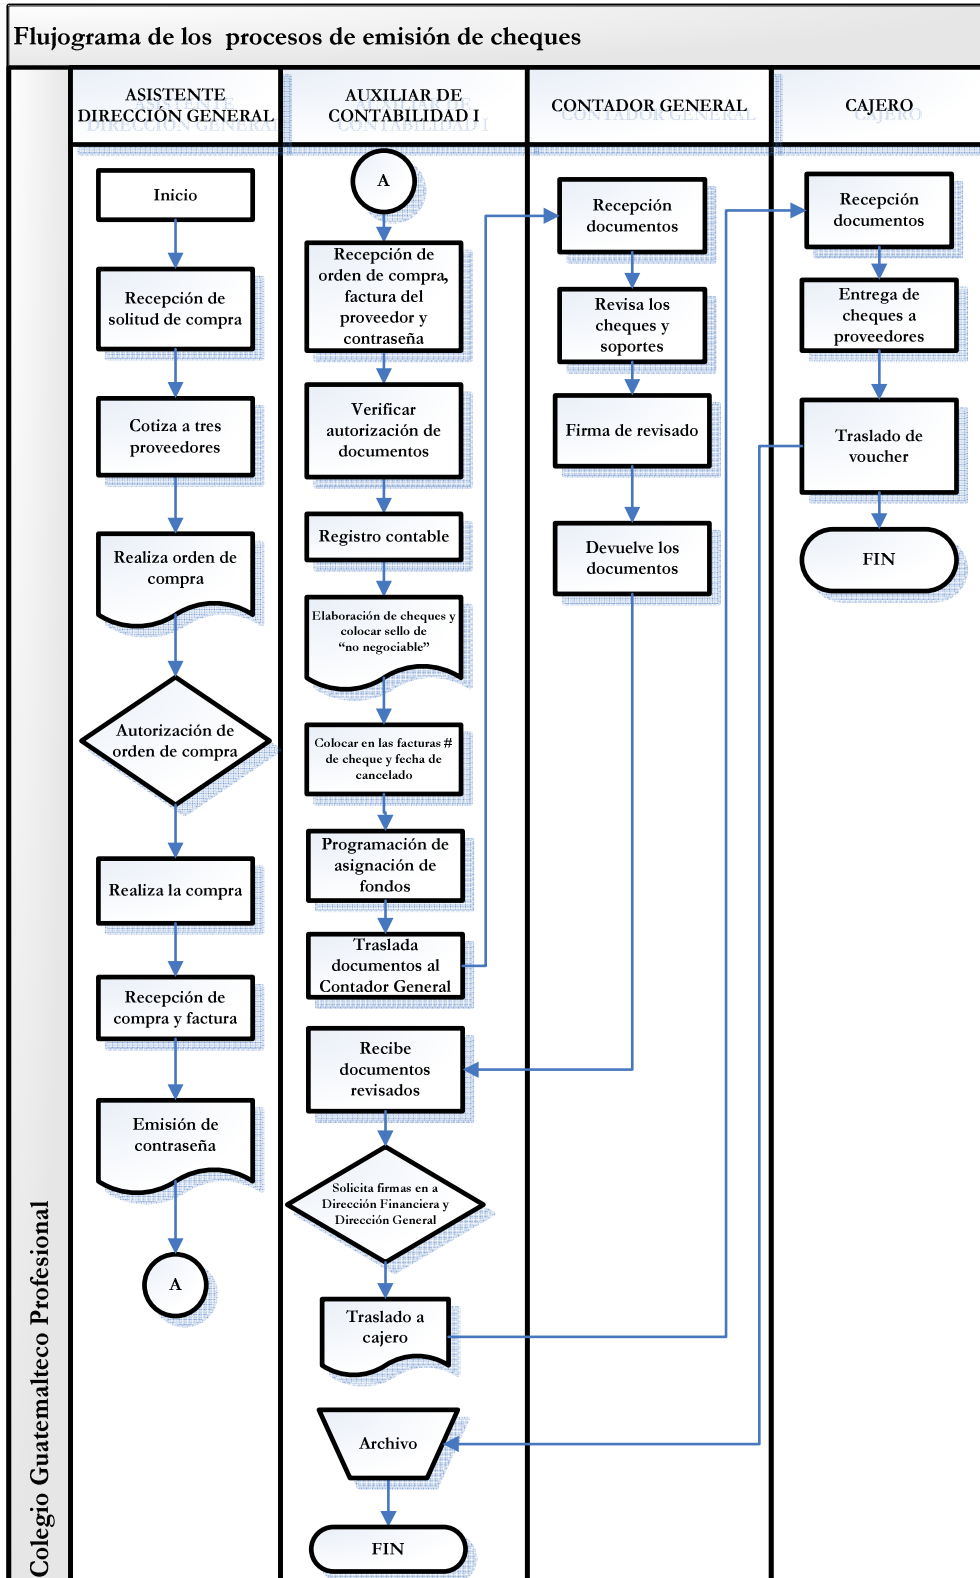 Flujograma de los procesos de emisión de cheques
ASISTENTE
DIRECCIÓN GENERAL
AUXILIAR DE
CONTABILIDAD I
CONTADOR GENERAL
CAJERO
Colegio Guatemalteco Profesional
Inicio
Recepción de
solitud de compra
Cotiza a tres
proveedores
Realiza orden de
compra
Autorización de
orden de compra
Realiza la compra
Recepción de
compra y factura
Emisión de
contraseña
A
A
Recepción de
orden de compra,
factura del
proveedor y
contraseña
Verificar
autorización de
documentos
Registro contable
Elaboración de cheques y
colocar sello de
“no negociable”
Colocar en las facturas #
de cheque y fecha de
cancelado
Programación de
asignación de
fondos
Traslada
documentos al
Contador General
Recibe
documentos
revisados
Solicita firmas en a
Dirección Financiera y
Dirección General
Traslado a
cajero
Archivo
FIN
Recepción
documentos
Revisa los
cheques y
soportes
Firma de revisado
Devuelve los
documentos
Recepción
documentos
Entrega de
cheques a
proveedores
Traslado de
voucher
FIN